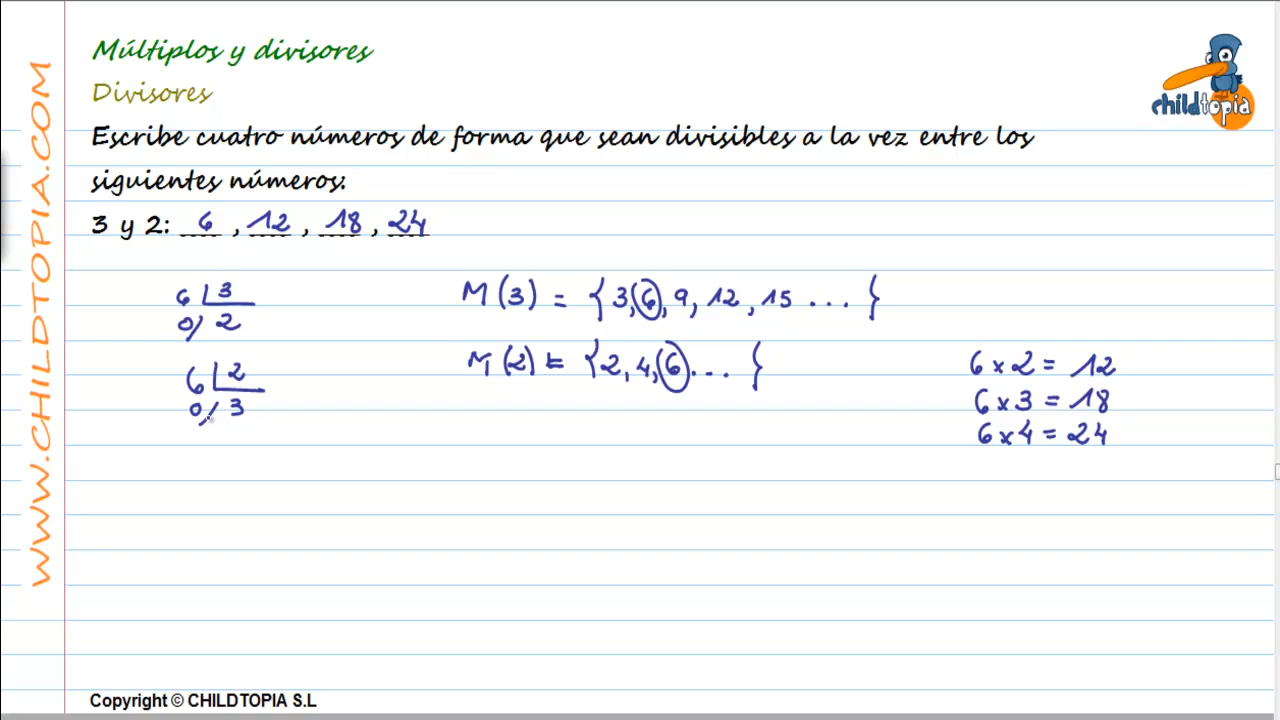 Múltiplos y divisores
Divisores
childtopia
Escribe cuatro números de forma que sean divisibles a la vez entre los
siguientes números:
3 y 2: 6 , 12 , 18 , 24
6 | 3
0/ 2
6 | 2
0/ 3
M(3) = { 3, 6, 9, 12, 15 ... }
M(2) = { 2, 4, 6 ... }
6 x 2 = 12
6 x 3 = 18
6 x 4 = 24
WWW.CHILDTOPIA.COM
Copyright © CHILDTOPIA S.L